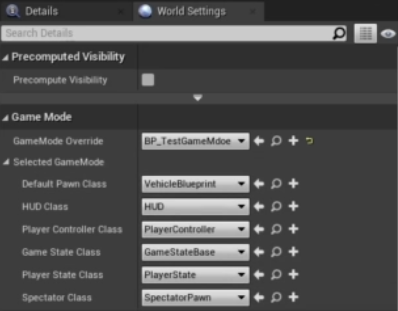 Details World Settings
Search Details
Precomputed Visibility
Precompute Visibility
Game Mode
GameMode Override BP_TestGameMdoe
Selected GameMode
Default Pawn Class VehicleBlueprint
HUD Class HUD
Player Controller Class PlayerController
Game State Class GameStateBase
Player State Class PlayerState
Spectator Class SpectatorPawn